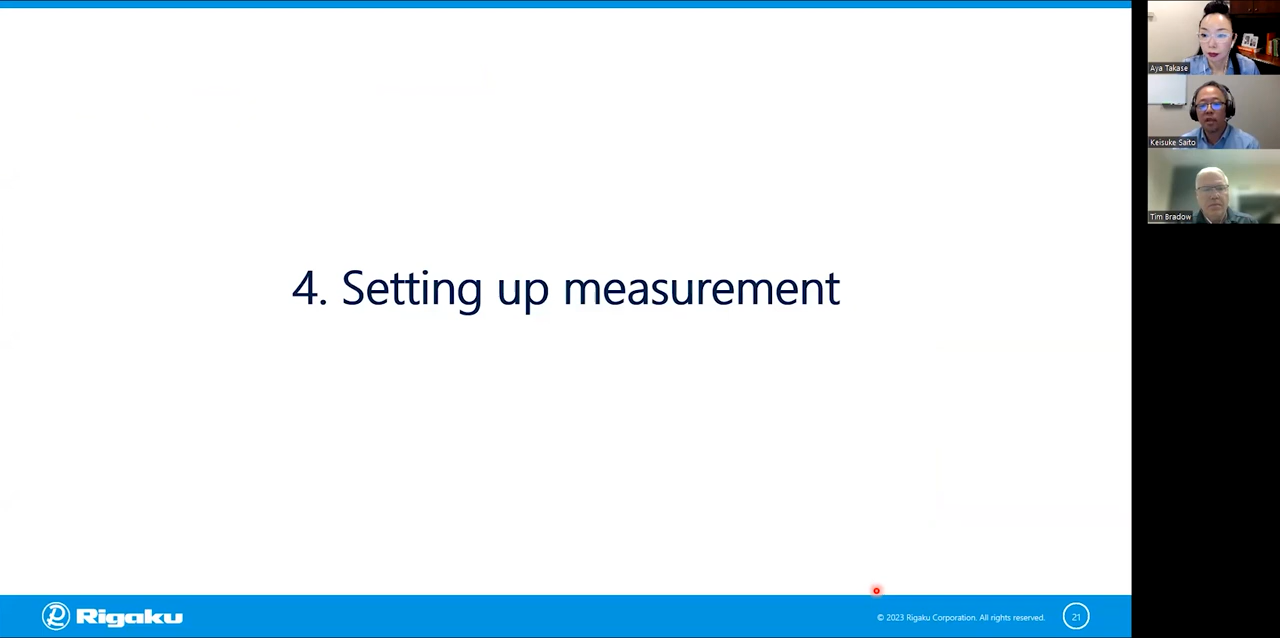 4. Setting up measurement
Aya Takase
Keisuke Saito
Tim Bradow
Rigaku
© 2023 Rigaku Corporation. All rights reserved.
21